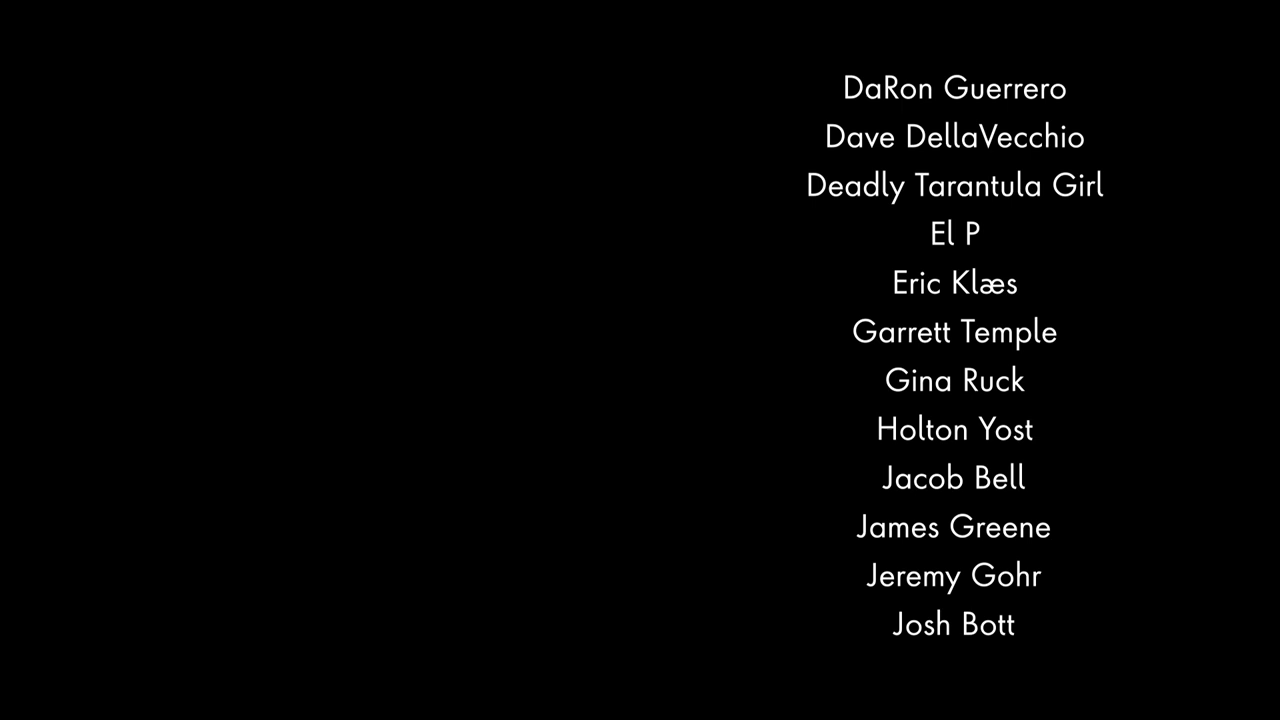 DaRon Guerrero
Dave DellaVecchio
Deadly Tarantula Girl
El P
Eric Klæs
Garrett Temple
Gina Ruck
Holton Yost
Jacob Bell
James Greene
Jeremy Gohr
Josh Bott